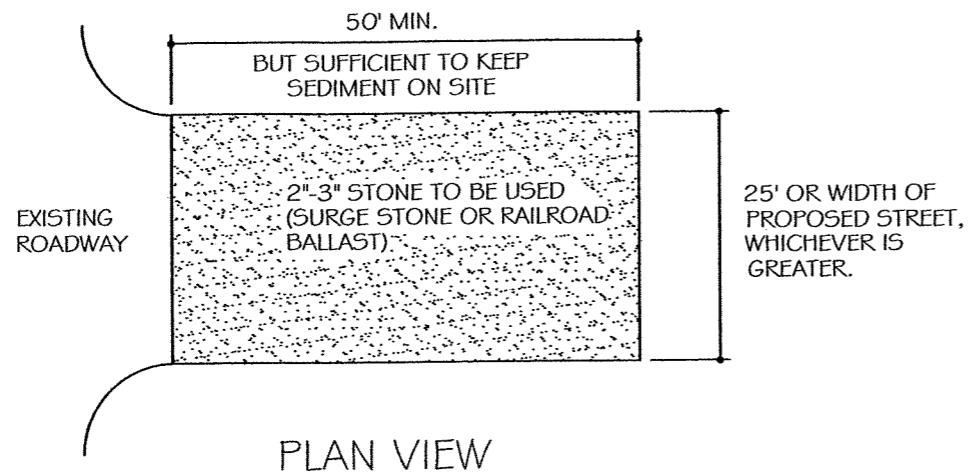 50' MIN.
BUT SUFFICIENT TO KEEP
SEDIMENT ON SITE
2"-3" STONE TO BE USED
(SURGE STONE OR RAILROAD
BALLAST)
EXISTING
ROADWAY
25' OR WIDTH OF
PROPOSED STREET,
WHICHEVER IS
GREATER.
PLAN VIEW